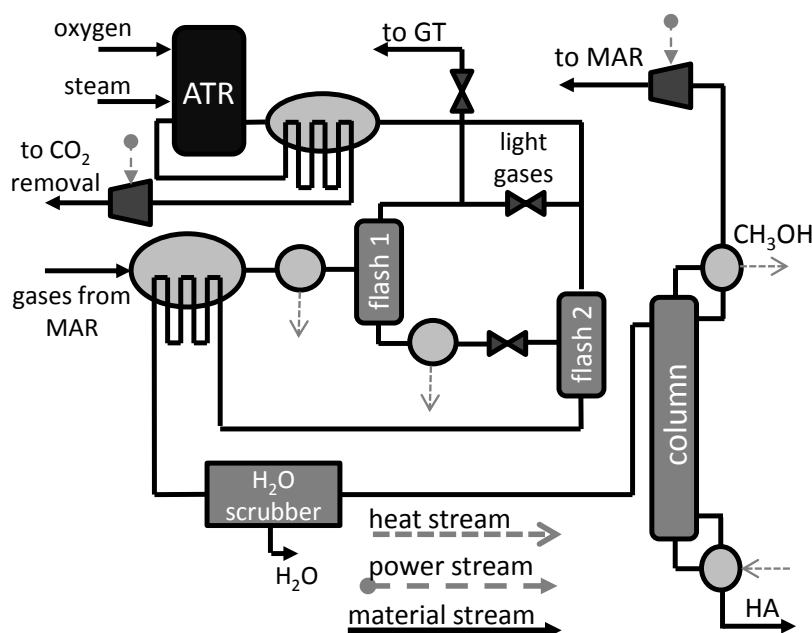 oxygen
steam
ATR
to GT
to MAR
to CO₂
removal
light
gases
gases from
MAR
flash 1
flash 2
CH₃OH
column
H₂O
scrubber
H₂O
heat stream
power stream
material stream
HA